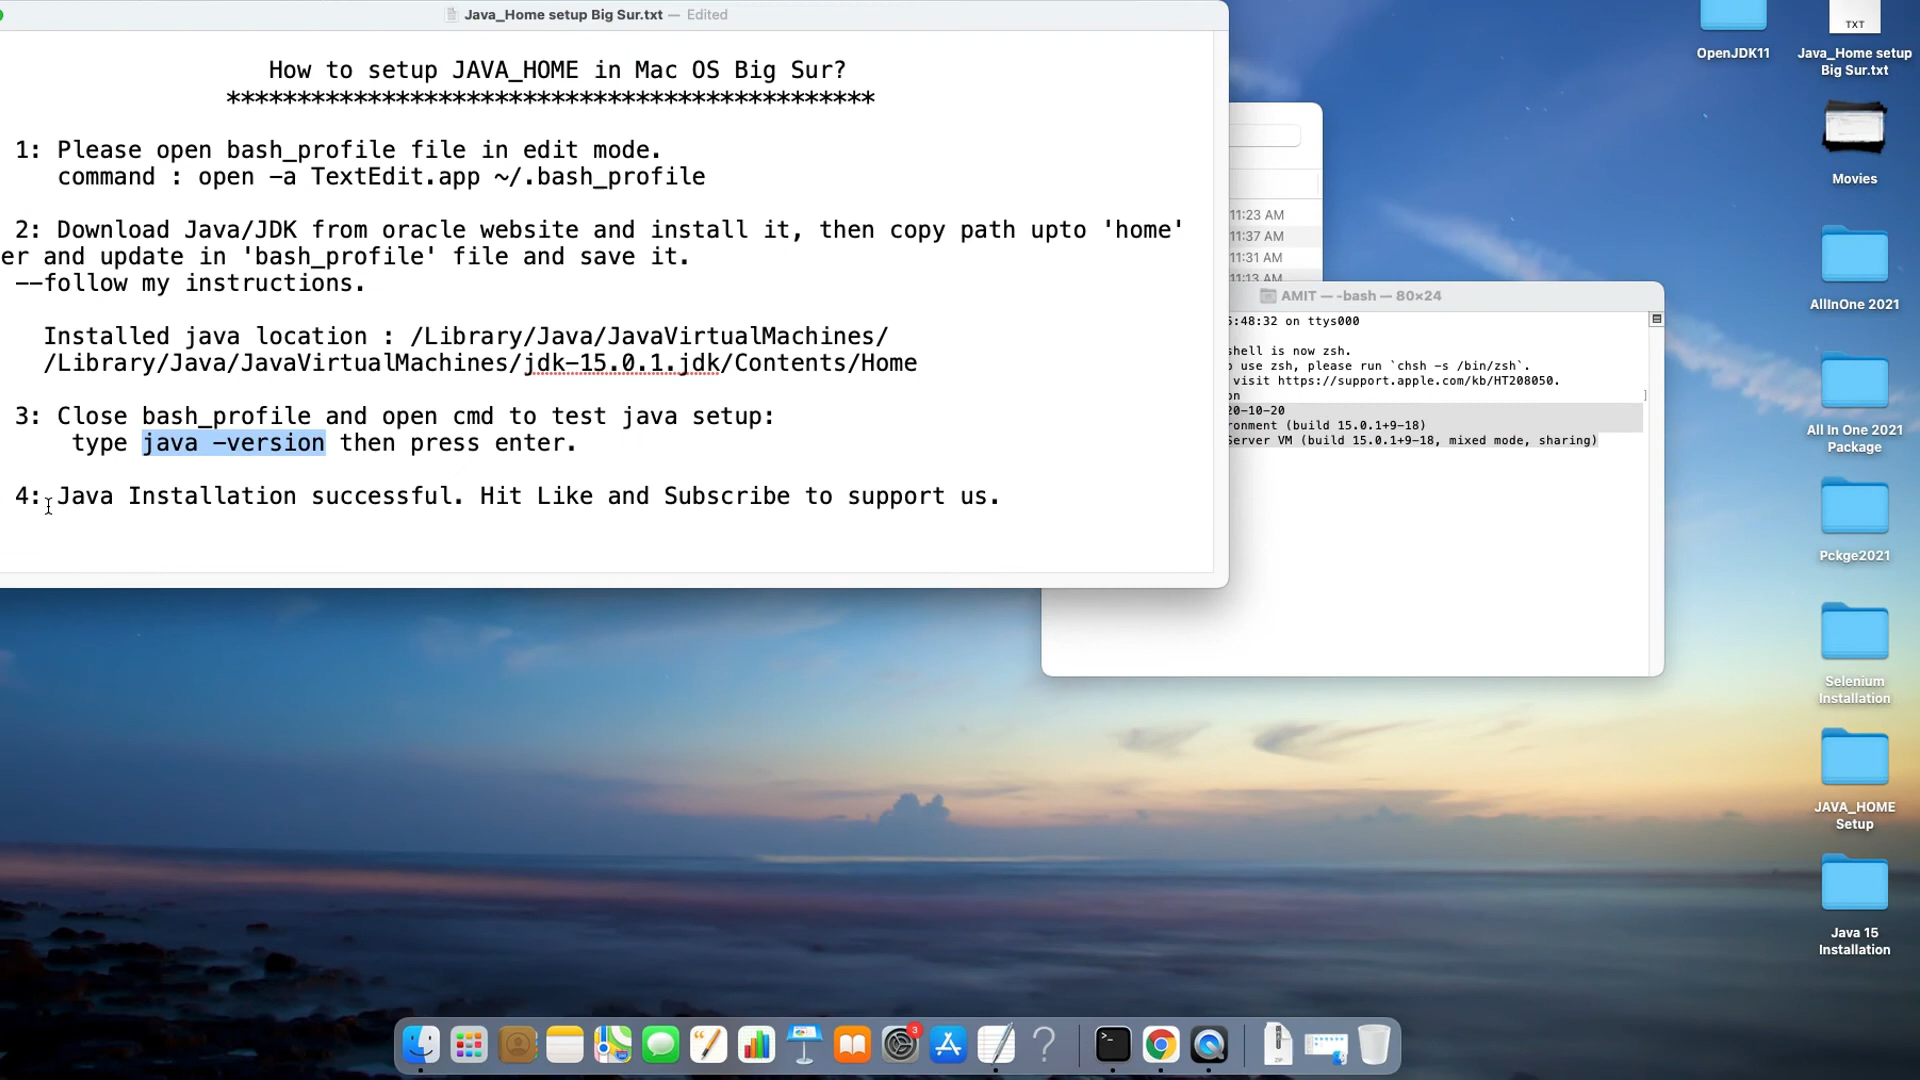 Java_Home setup Big Sur.txt — Edited
How to setup JAVA_HOME in Mac OS Big Sur?
**********************************************
1: Please open bash_profile file in edit mode.
command : open -a TextEdit.app ~/.bash_profile
2: Download Java/JDK from oracle website and install it, then copy path upto 'home'
er and update in 'bash_profile' file and save it.
--follow my instructions.
Installed java location : /Library/Java/JavaVirtualMachines/
/Library/Java/JavaVirtualMachines/jdk-15.0.1.jdk/Contents/Home
3: Close bash_profile and open cmd to test java setup:
type java -version then press enter.
4: Java Installation successful. Hit Like and Subscribe to support us.
11:23 AM
11:37 AM
11:31 AM
11:13 AM
AMIT — -bash — 80×24
5:48:32 on ttys000
shell is now zsh.
o use zsh, please run `chsh -s /bin/zsh`.
visit https://support.apple.com/kb/HT208050.
on
20-10-20
ronment (build 15.0.1+9-18)
Server VM (build 15.0.1+9-18, mixed mode, sharing)
OpenJDK11
TXT
Java_Home setup
Big Sur.txt
Movies
AllInOne 2021
All In One 2021
Package
Pckge2021
Selenium
Installation
JAVA_HOME
Setup
Java 15
Installation
3
ZIP